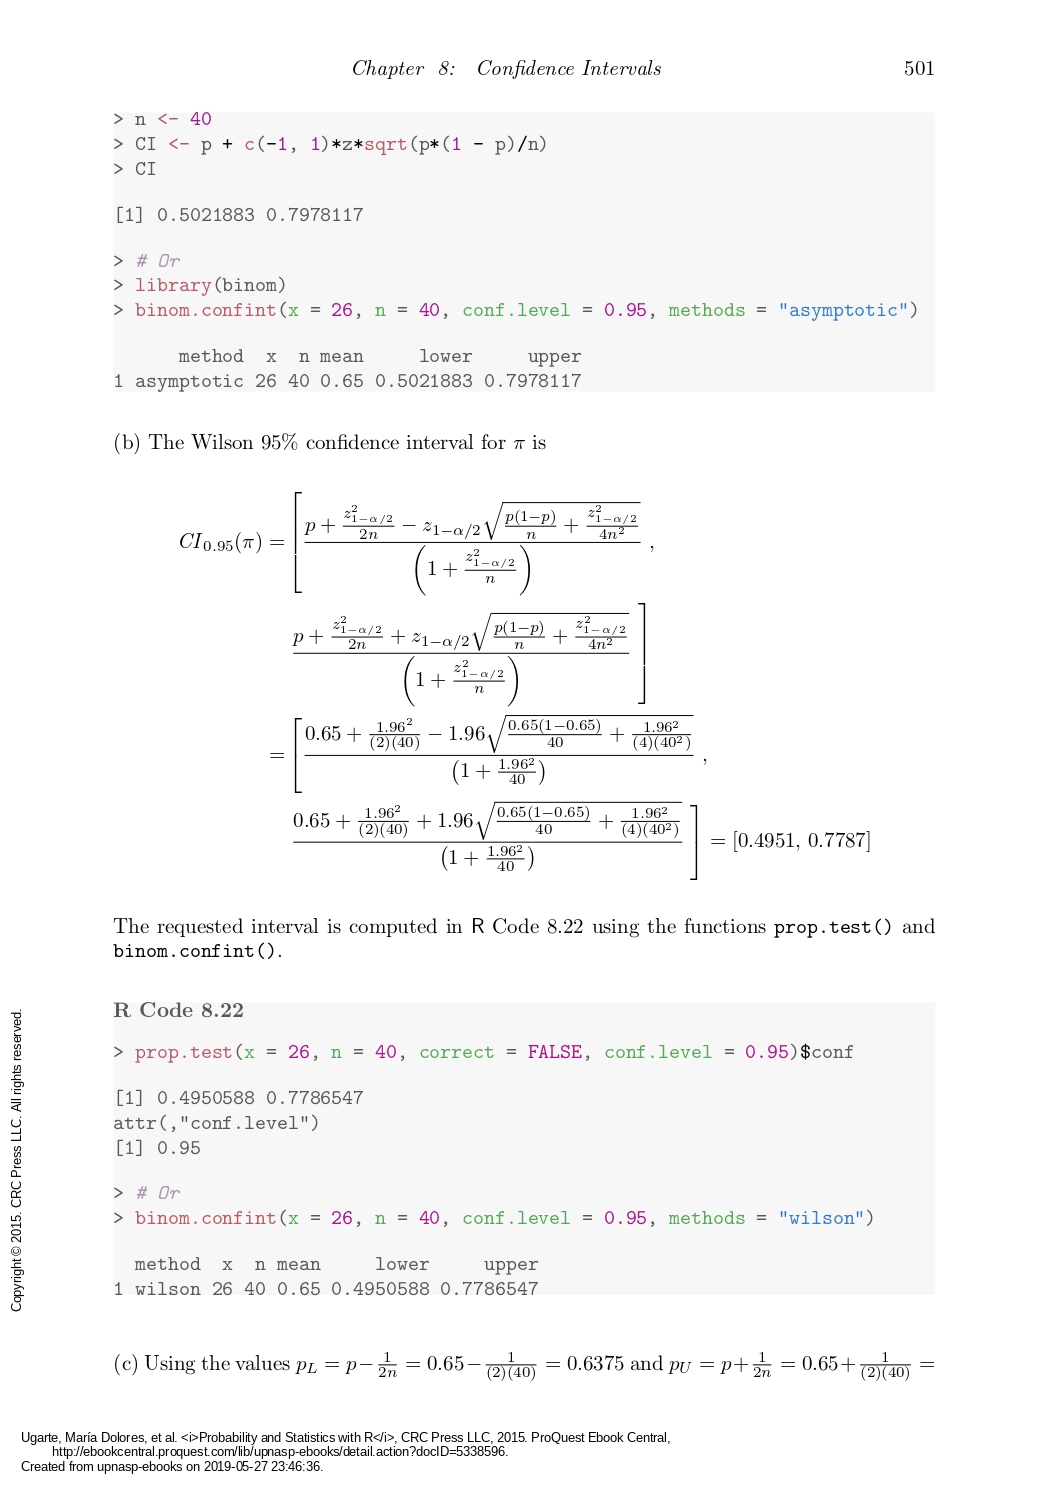 Chapter 8: Confidence Intervals 501
> n <- 40
> CI <- p + c(-1, 1)*z*sqrt(p*(1 - p)/n)
> CI
[1] 0.5021883 0.7978117
> # Or
> library(binom)
> binom.confint(x = 26, n = 40, conf.level = 0.95, methods = "asymptotic")
method x n mean lower upper
1 asymptotic 26 40 0.65 0.5021883 0.7978117
(b) The Wilson 95% confidence interval for π is
$CI_{0.95}(\pi) = \left[ \frac{p + \frac{z^2_{1-\alpha/2}}{2n} - z_{1-\alpha/2}\sqrt{\frac{p(1-p)}{n} + \frac{z^2_{1-\alpha/2}}{4n^2}}}{\left(1 + \frac{z^2_{1-\alpha/2}}{n}\right)} \right.,$
$\left. \frac{p + \frac{z^2_{1-\alpha/2}}{2n} + z_{1-\alpha/2}\sqrt{\frac{p(1-p)}{n} + \frac{z^2_{1-\alpha/2}}{4n^2}}}{\left(1 + \frac{z^2_{1-\alpha/2}}{n}\right)} \right]$
$= \left[ \frac{0.65 + \frac{1.96^2}{(2)(40)} - 1.96\sqrt{\frac{0.65(1-0.65)}{40} + \frac{1.96^2}{(4)(40^2)}}}{\left(1 + \frac{1.96^2}{40}\right)} \right.,$
$\left. \frac{0.65 + \frac{1.96^2}{(2)(40)} + 1.96\sqrt{\frac{0.65(1-0.65)}{40} + \frac{1.96^2}{(4)(40^2)}}}{\left(1 + \frac{1.96^2}{40}\right)} \right] = [0.4951, 0.7787]$
The requested interval is computed in R Code 8.22 using the functions prop.test() and
binom.confint().
R Code 8.22
> prop.test(x = 26, n = 40, correct = FALSE, conf.level = 0.95)$conf
[1] 0.4950588 0.7786547
attr(,"conf.level")
[1] 0.95
> # Or
> binom.confint(x = 26, n = 40, conf.level = 0.95, methods = "wilson")
method x n mean lower upper
1 wilson 26 40 0.65 0.4950588 0.7786547
(c) Using the values $p_L = p - \frac{1}{2n} = 0.65 - \frac{1}{(2)(40)} = 0.6375$ and $p_U = p + \frac{1}{2n} = 0.65 + \frac{1}{(2)(40)} =$
Copyright © 2015. CRC Press LLC. All rights reserved.
Ugarte, María Dolores, et al. <i>Probability and Statistics with R</i>, CRC Press LLC, 2015. ProQuest Ebook Central,
http://ebookcentral.proquest.com/lib/upnasp-ebooks/detail.action?docID=5338596.
Created from upnasp-ebooks on 2019-05-27 23:46:36.